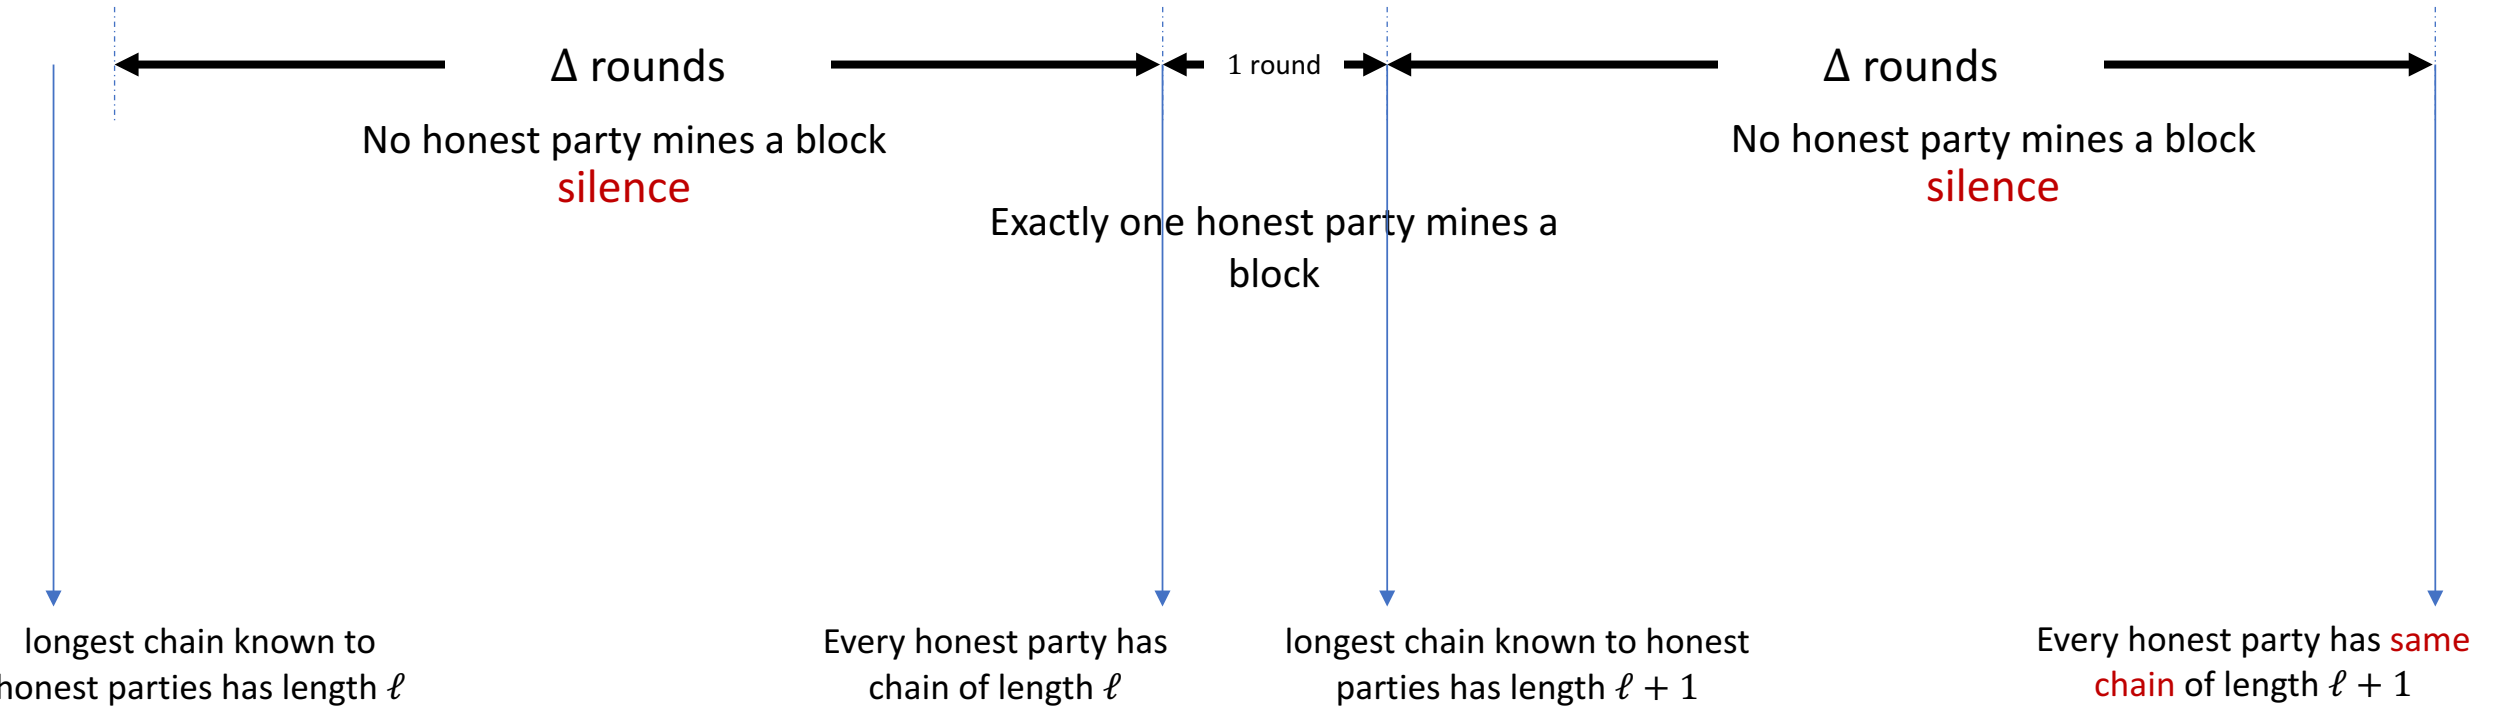 Δ rounds
1 round
Δ rounds
No honest party mines a block
silence
No honest party mines a block
silence
Exactly one honest party mines a
block
longest chain known to
honest parties has length ℓ
Every honest party has
chain of length ℓ
longest chain known to honest
parties has length ℓ + 1
Every honest party has same
chain of length ℓ + 1